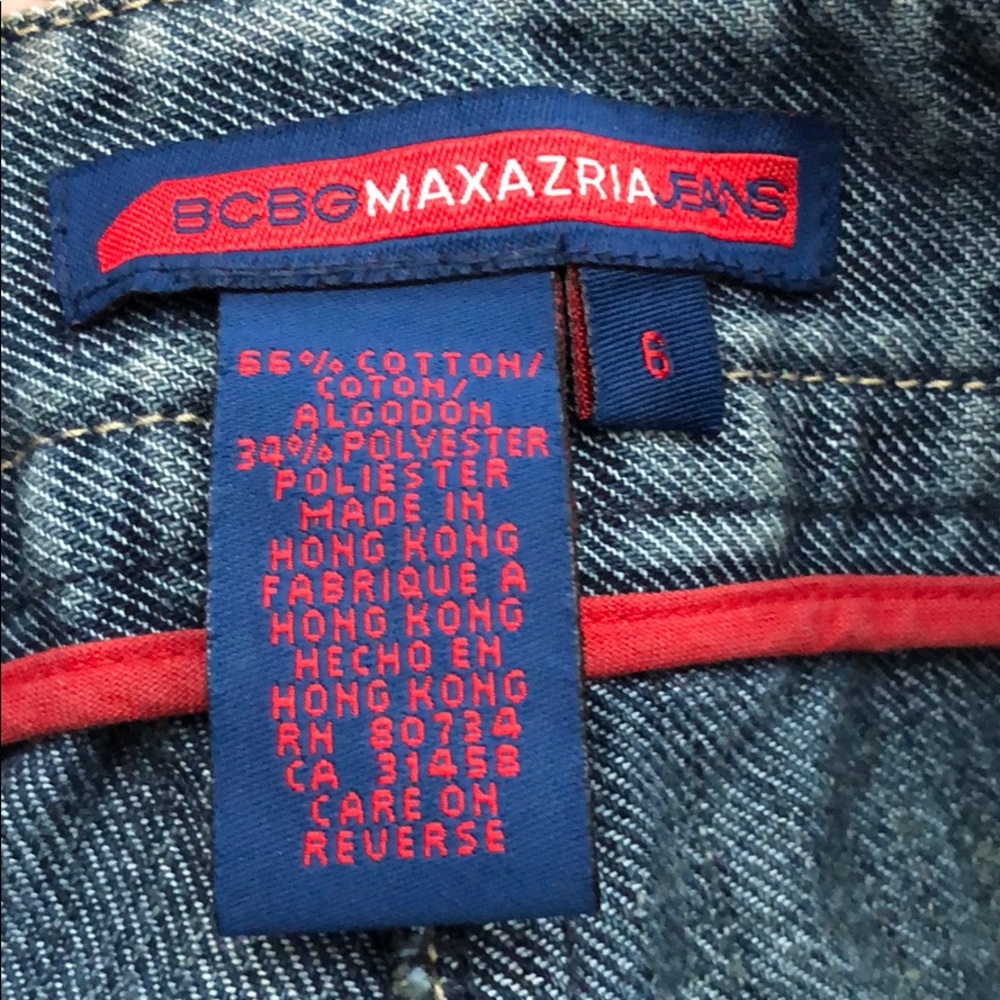 BCBGMAXAZRIAJEANS
6
66% COTTON/
COTON/
ALGODON
34% POLYESTER
POLIESTER
MADE IN
HONG KONG
FABRIQUE A
HONG KONG
HECHO EN
HONG KONG
RN 80734
CA 31458
CARE ON
REVERSE